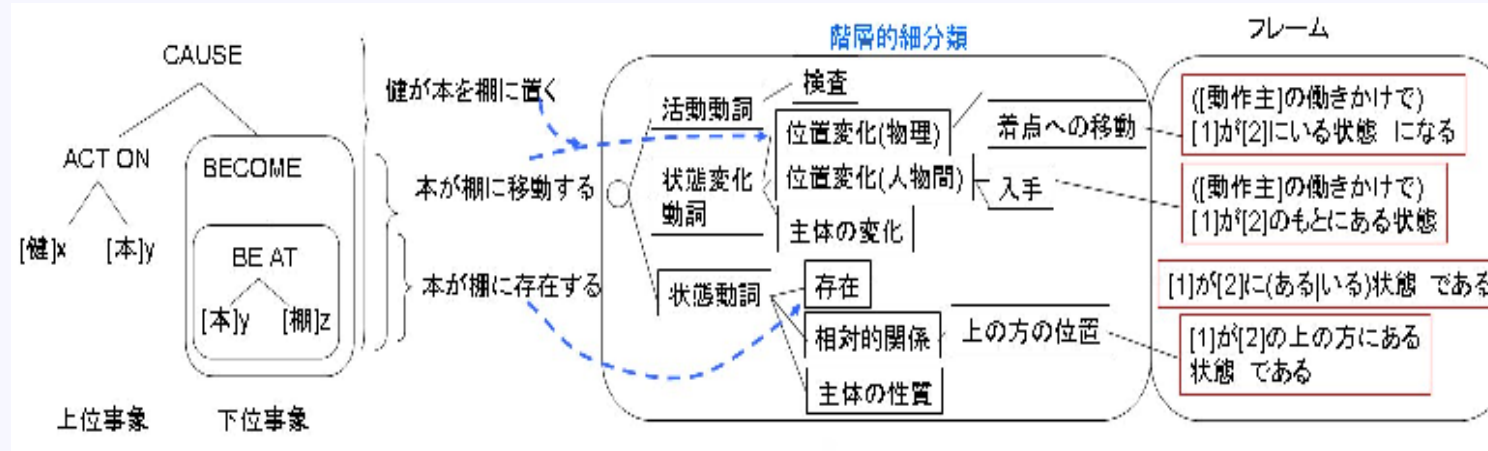 CAUSE
ACT ON
[健]x
[本]y
BECOME
BE AT
[本]y
[棚]z
上位事象
下位事象
健が本を棚に置く
本が棚に移動する
本が棚に存在する
階層的細分類
活動動詞
検査
状態変化
動詞
位置変化(物理)
着点への移動
位置変化(人物間)
入手
主体の変化
状態動詞
存在
相対的関係
上の方の位置
主体の性質
フレーム
([動作主]の働きかけで)
[1]が[2]にいる状態 になる
([動作主]の働きかけで)
[1]が[2]のもとにある状態
[1]が[2]に(ある|いる)状態 である
[1]が[2]の上の方にある
状態 である